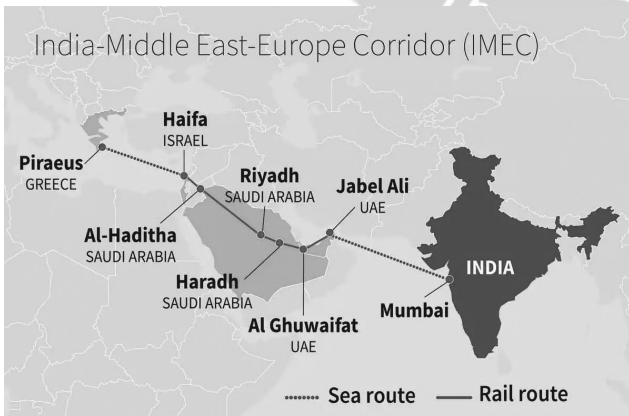 India-Middle East-Europe Corridor (IMEC)
Haifa
ISRAEL
Piraeus
GREECE
Riyadh
SAUDI ARABIA
Jabel Ali
UAE
Al-Haditha
SAUDI ARABIA
Haradh
SAUDI ARABIA
INDIA
Mumbai
Al Ghuwaifat
UAE
Sea route
Rail route